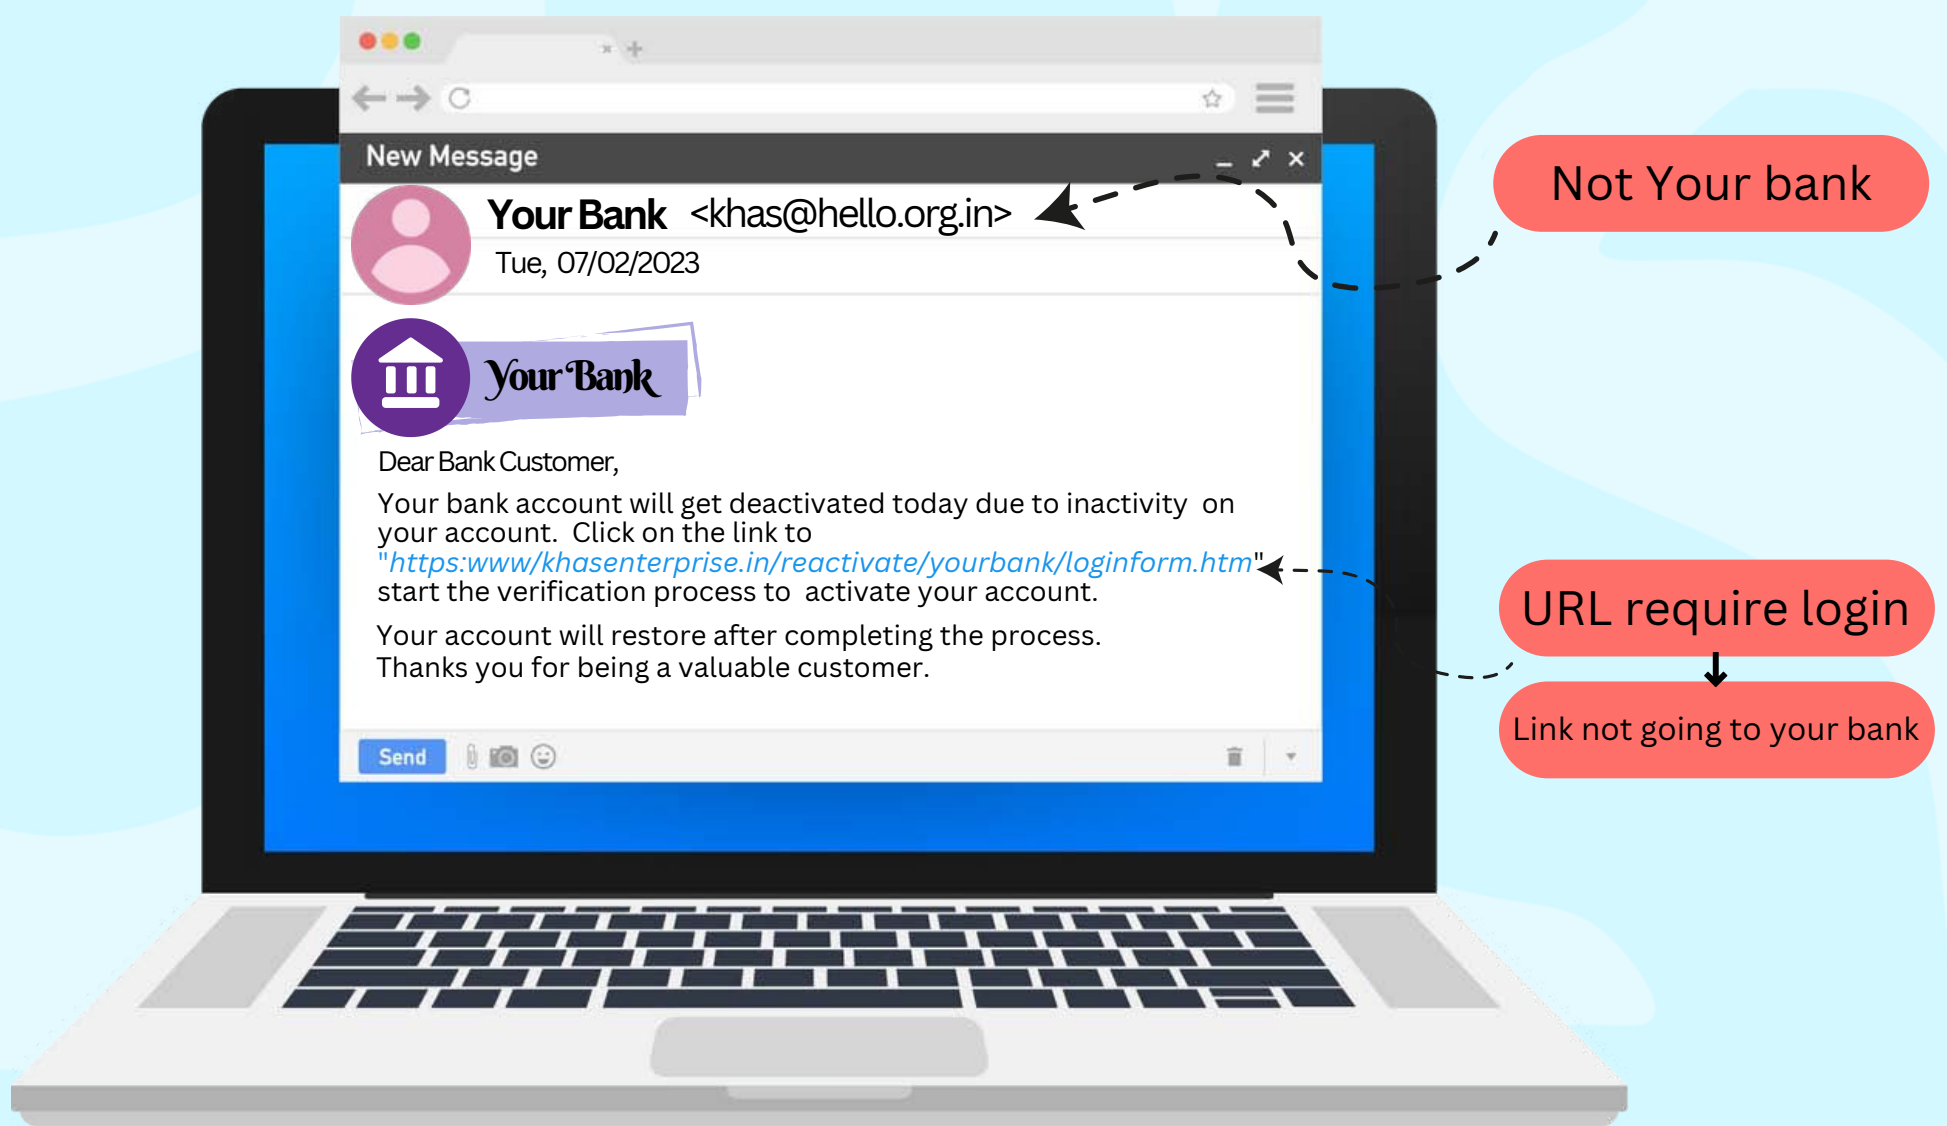 New Message
Your Bank <khas@hello.org.in>
Tue, 07/02/2023
Your Bank
Dear Bank Customer,
Your bank account will get deactivated today due to inactivity on
your account. Click on the link to
"https:www/khasenterprise.in/reactivate/yourbank/loginform.htm"
start the verification process to activate your account.
Your account will restore after completing the process.
Thanks you for being a valuable customer.
Send
Not Your bank
URL require login
Link not going to your bank